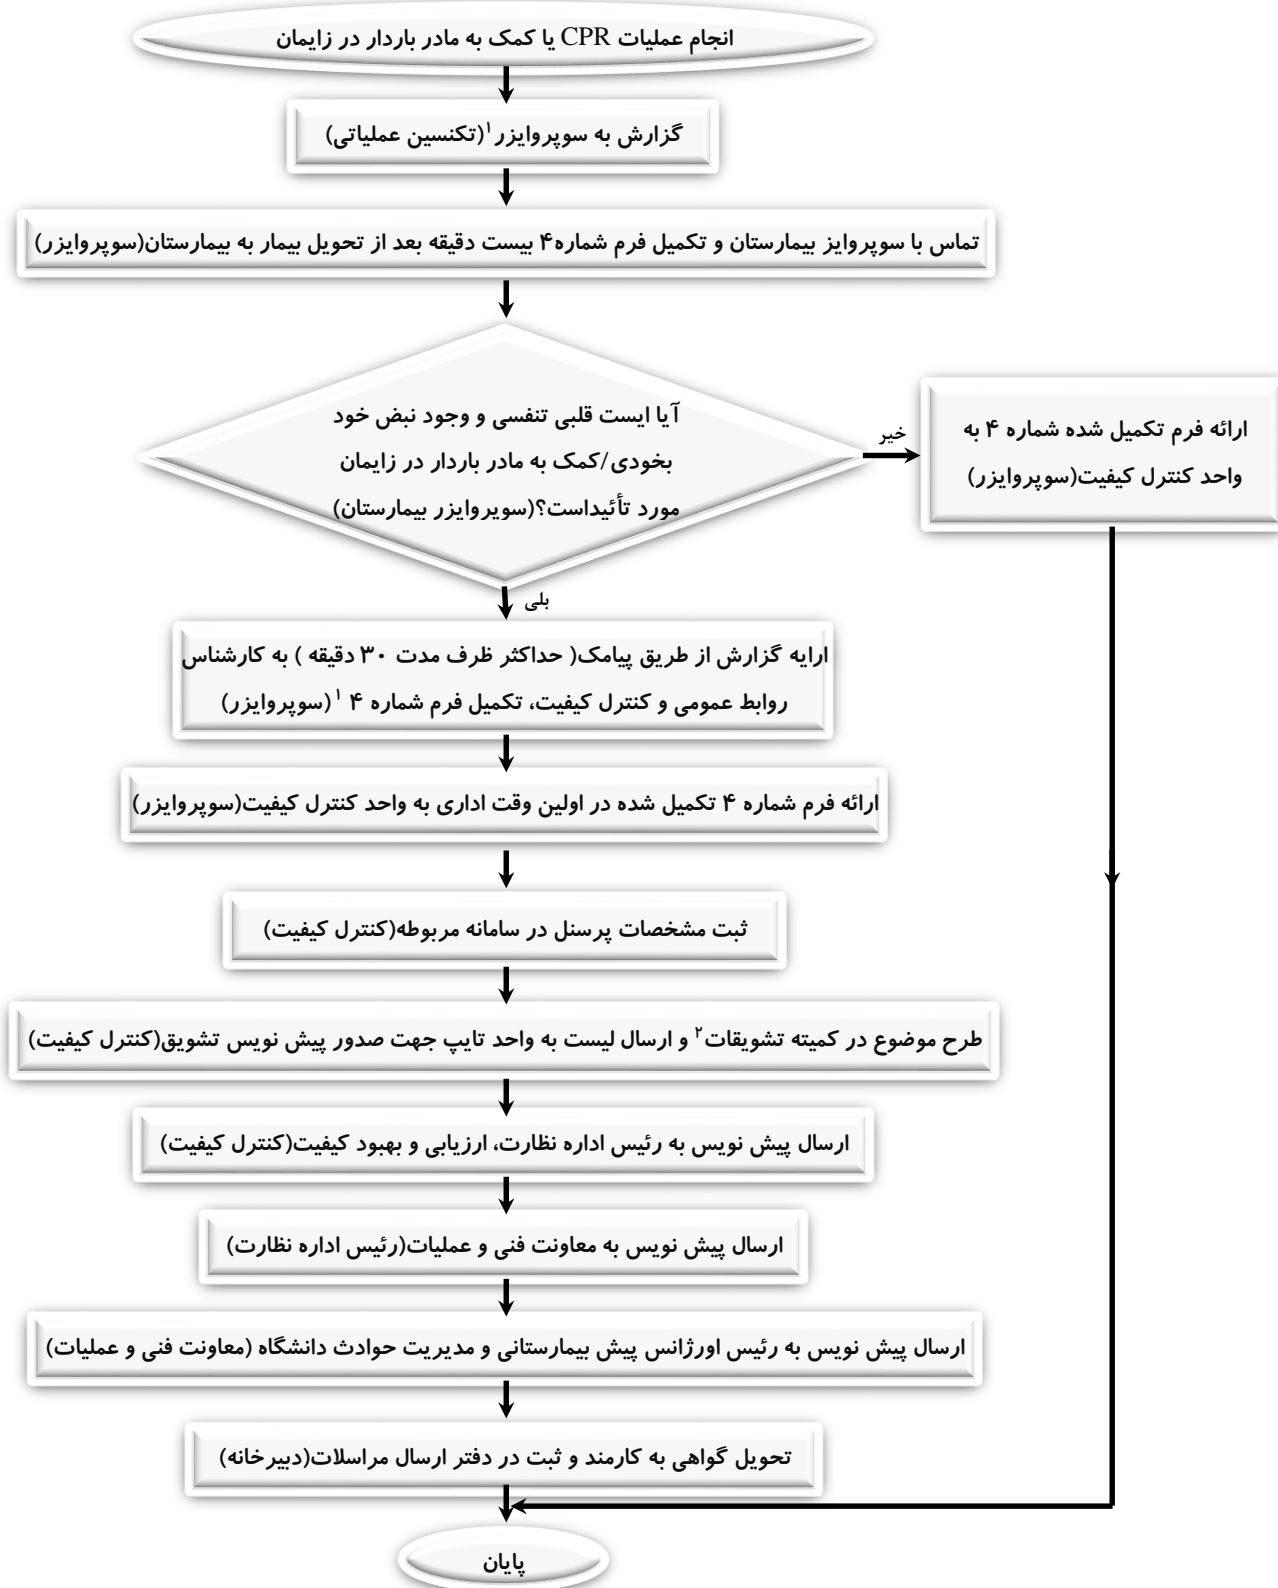 انجام عملیات CPR یا کمک به مادر باردار در زایمان
گزارش به سوپروایزر۱(تکنسین عملیاتی)
تماس با سوپروایز بیمارستان و تکمیل فرم شماره۴ بیست دقیقه بعد از تحویل بیمار به بیمارستان(سوپروایزر)
آیا ایست قلبی تنفسی و وجود نبض خود
بخودی/کمک به مادر باردار در زایمان
مورد تأئیداست؟(سوپروایزر بیمارستان)
خیر
ارائه فرم تکمیل شده شماره ۴ به
واحد کنترل کیفیت(سوپروایزر)
بلی
ارایه گزارش از طریق پیامک( حداکثر ظرف مدت ۳۰ دقیقه ) به کارشناس
روابط عمومی و کنترل کیفیت، تکمیل فرم شماره ۴ ۱(سوپروایزر)
ارائه فرم شماره ۴ تکمیل شده در اولین وقت اداری به واحد کنترل کیفیت(سوپروایزر)
ثبت مشخصات پرسنل در سامانه مربوطه(کنترل کیفیت)
طرح موضوع در کمیته تشویقات۲ و ارسال لیست به واحد تایپ جهت صدور پیش نویس تشویق(کنترل کیفیت)
ارسال پیش نویس به رئیس اداره نظارت، ارزیابی و بهبود کیفیت(کنترل کیفیت)
ارسال پیش نویس به معاونت فنی و عملیات(رئیس اداره نظارت)
ارسال پیش نویس به رئیس اورژانس پیش بیمارستانی و مدیریت حوادث دانشگاه (معاونت فنی و عملیات)
تحویل گواهی به کارمند و ثبت در دفتر ارسال مراسلات(دبیرخانه)
پایان